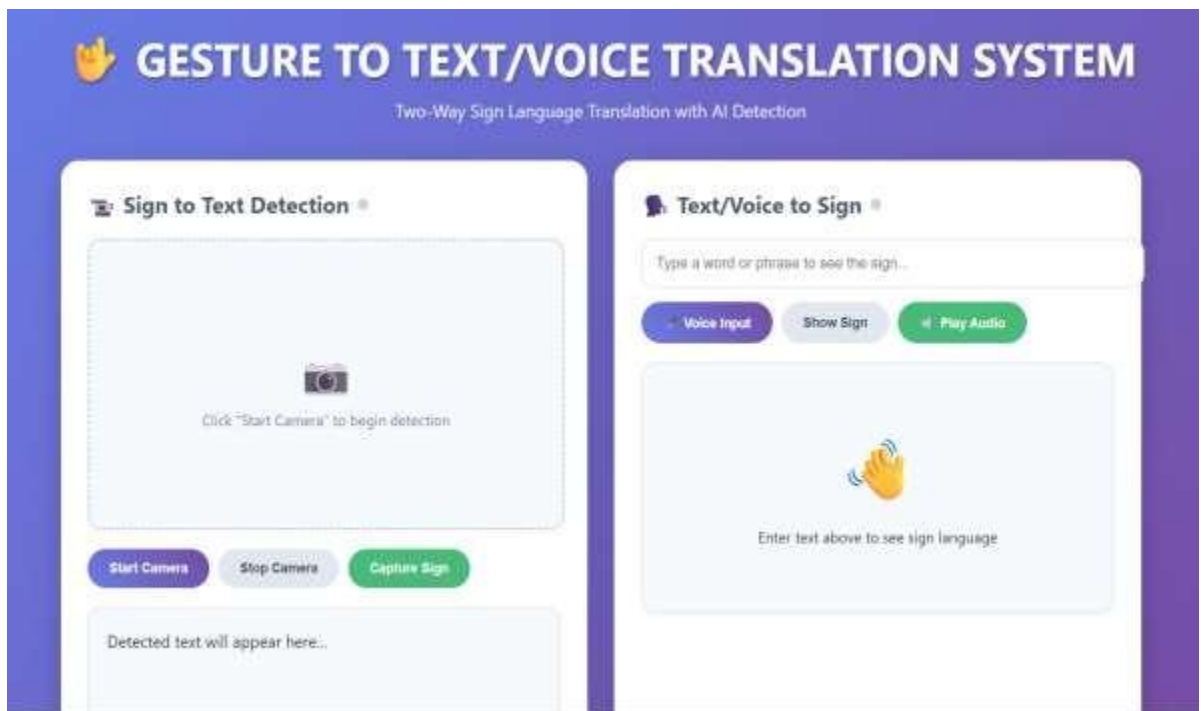 GESTURE TO TEXT/VOICE TRANSLATION SYSTEM
Two-Way Sign Language Translation with AI Detection
Sign to Text Detection
Click "Start Camera" to begin detection
Start Camera
Stop Camera
Capture Sign
Detected text will appear here...
Text/Voice to Sign
Type a word or phrase to see the sign...
Voice Input
Show Sign
Play Audio
Enter text above to see sign language